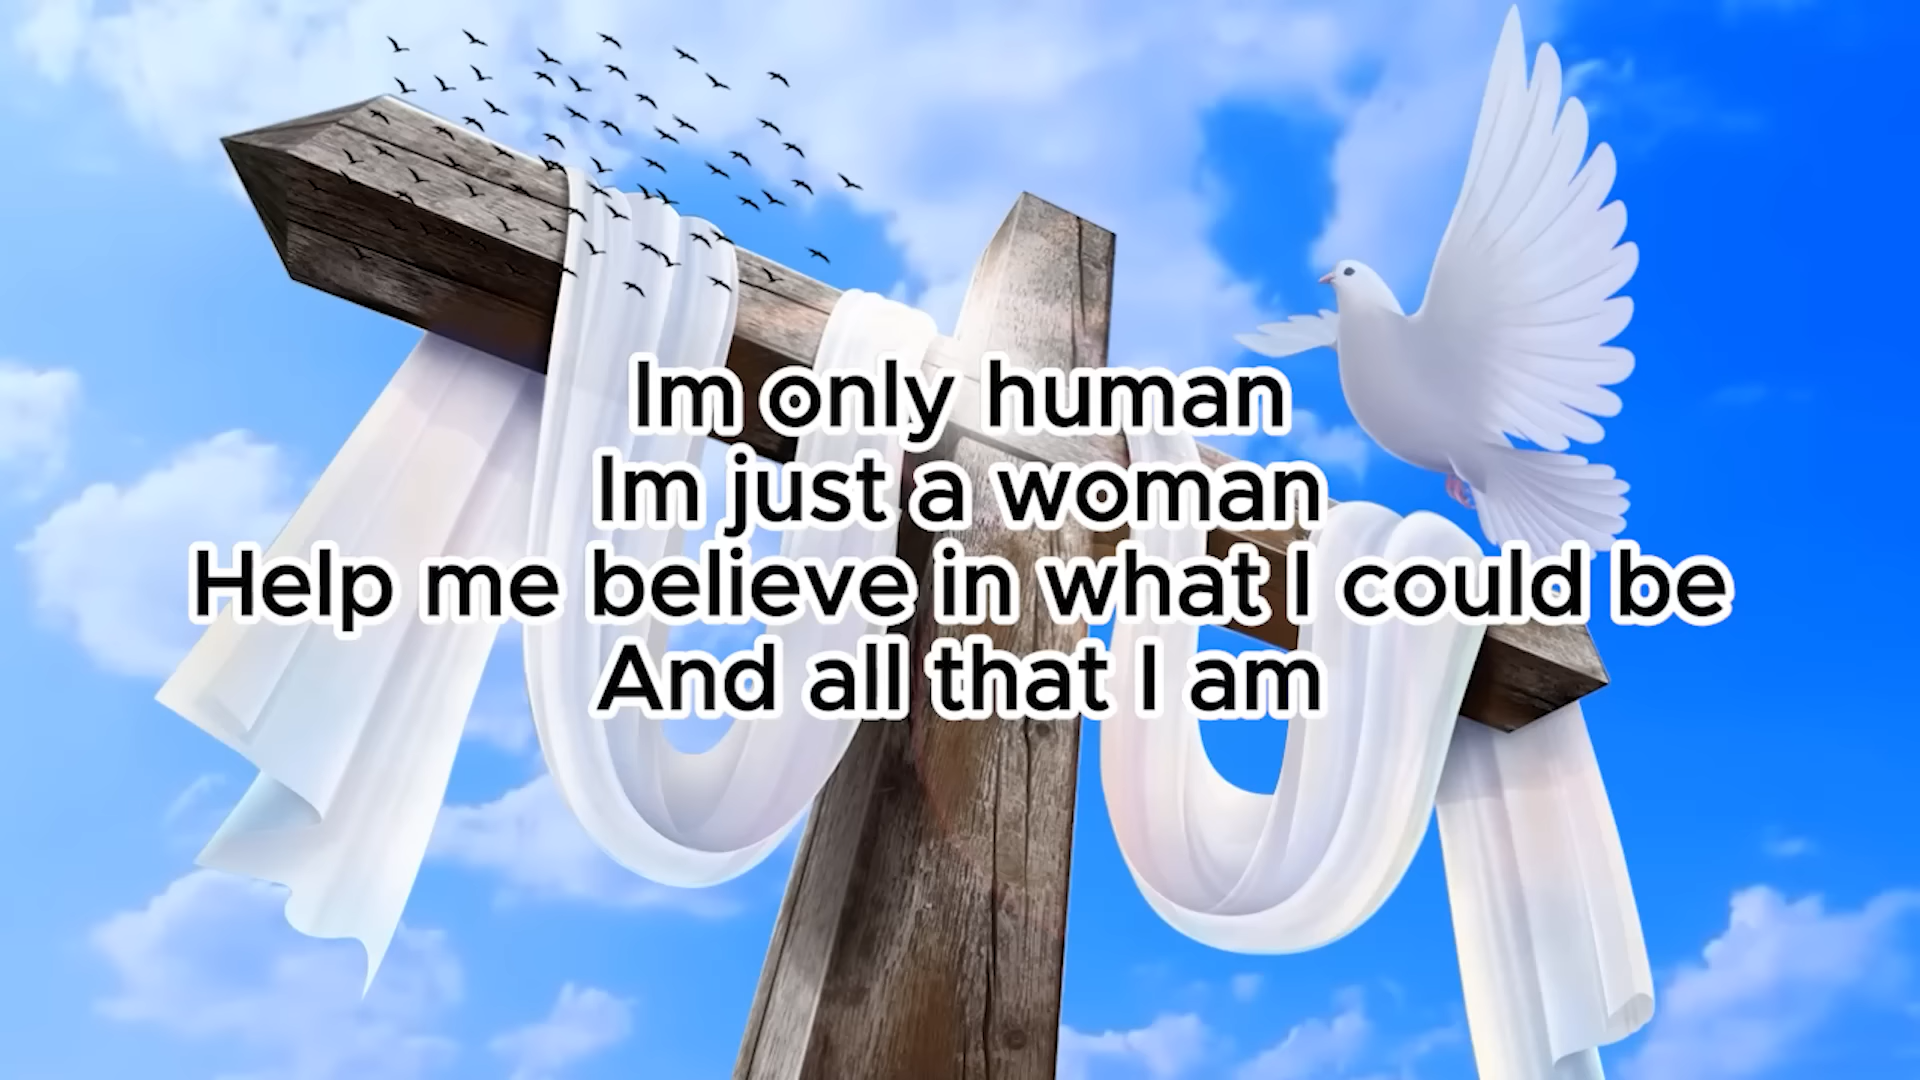 Im only human
Im just a woman
Help me believe in what I could be
And all that I am